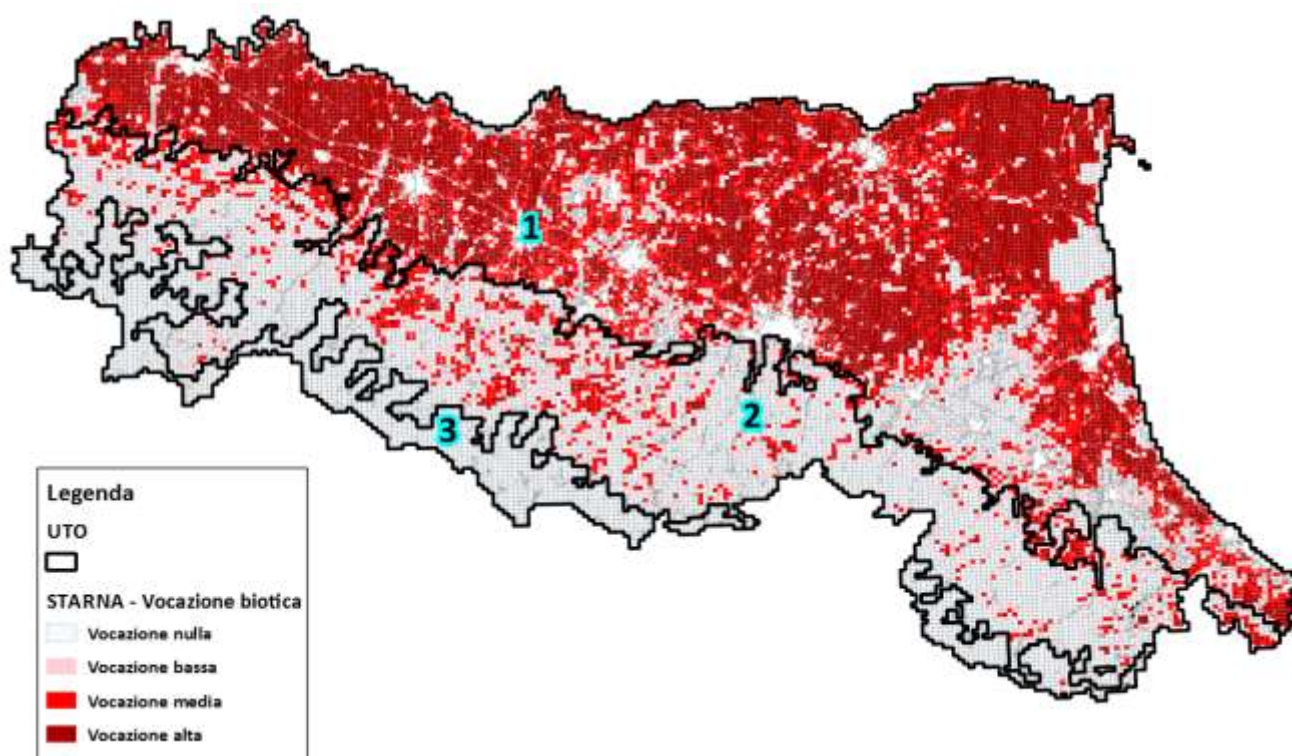 1
2
3
Legenda
UTO
STARNA - Vocazione biotica
Vocazione nulla
Vocazione bassa
Vocazione media
Vocazione alta